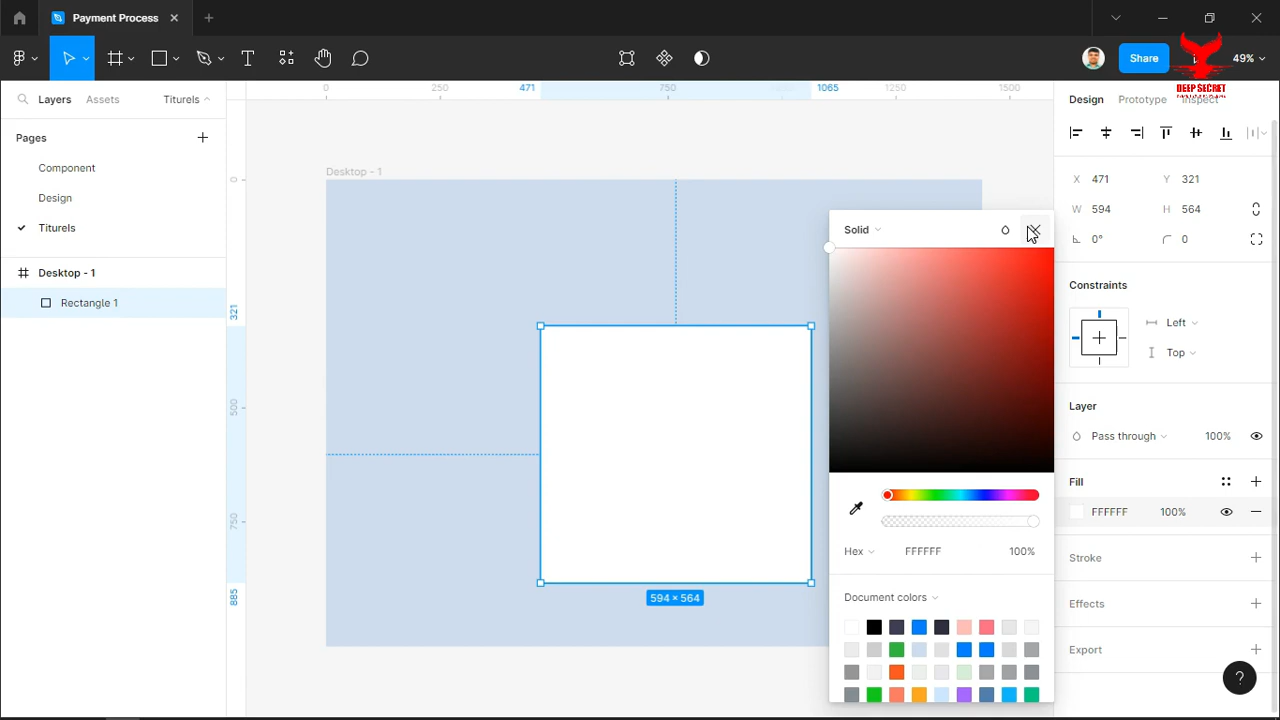 Payment Process
Share
49%
DEEP SECRET
Layers
Assets
Titurels
Pages
Component
Design
Titurels
Desktop - 1
Rectangle 1
0
250
471
750
1065
1250
1500
0
321
500
750
885
Desktop - 1
594 × 564
Solid
Hex
FFFFFF
100%
Document colors
Design
Prototype
Inspect
X
471
Y
321
W
594
H
564
0°
0
Constraints
Left
Top
Layer
Pass through
100%
Fill
FFFFFF
100%
Stroke
Effects
Export
?